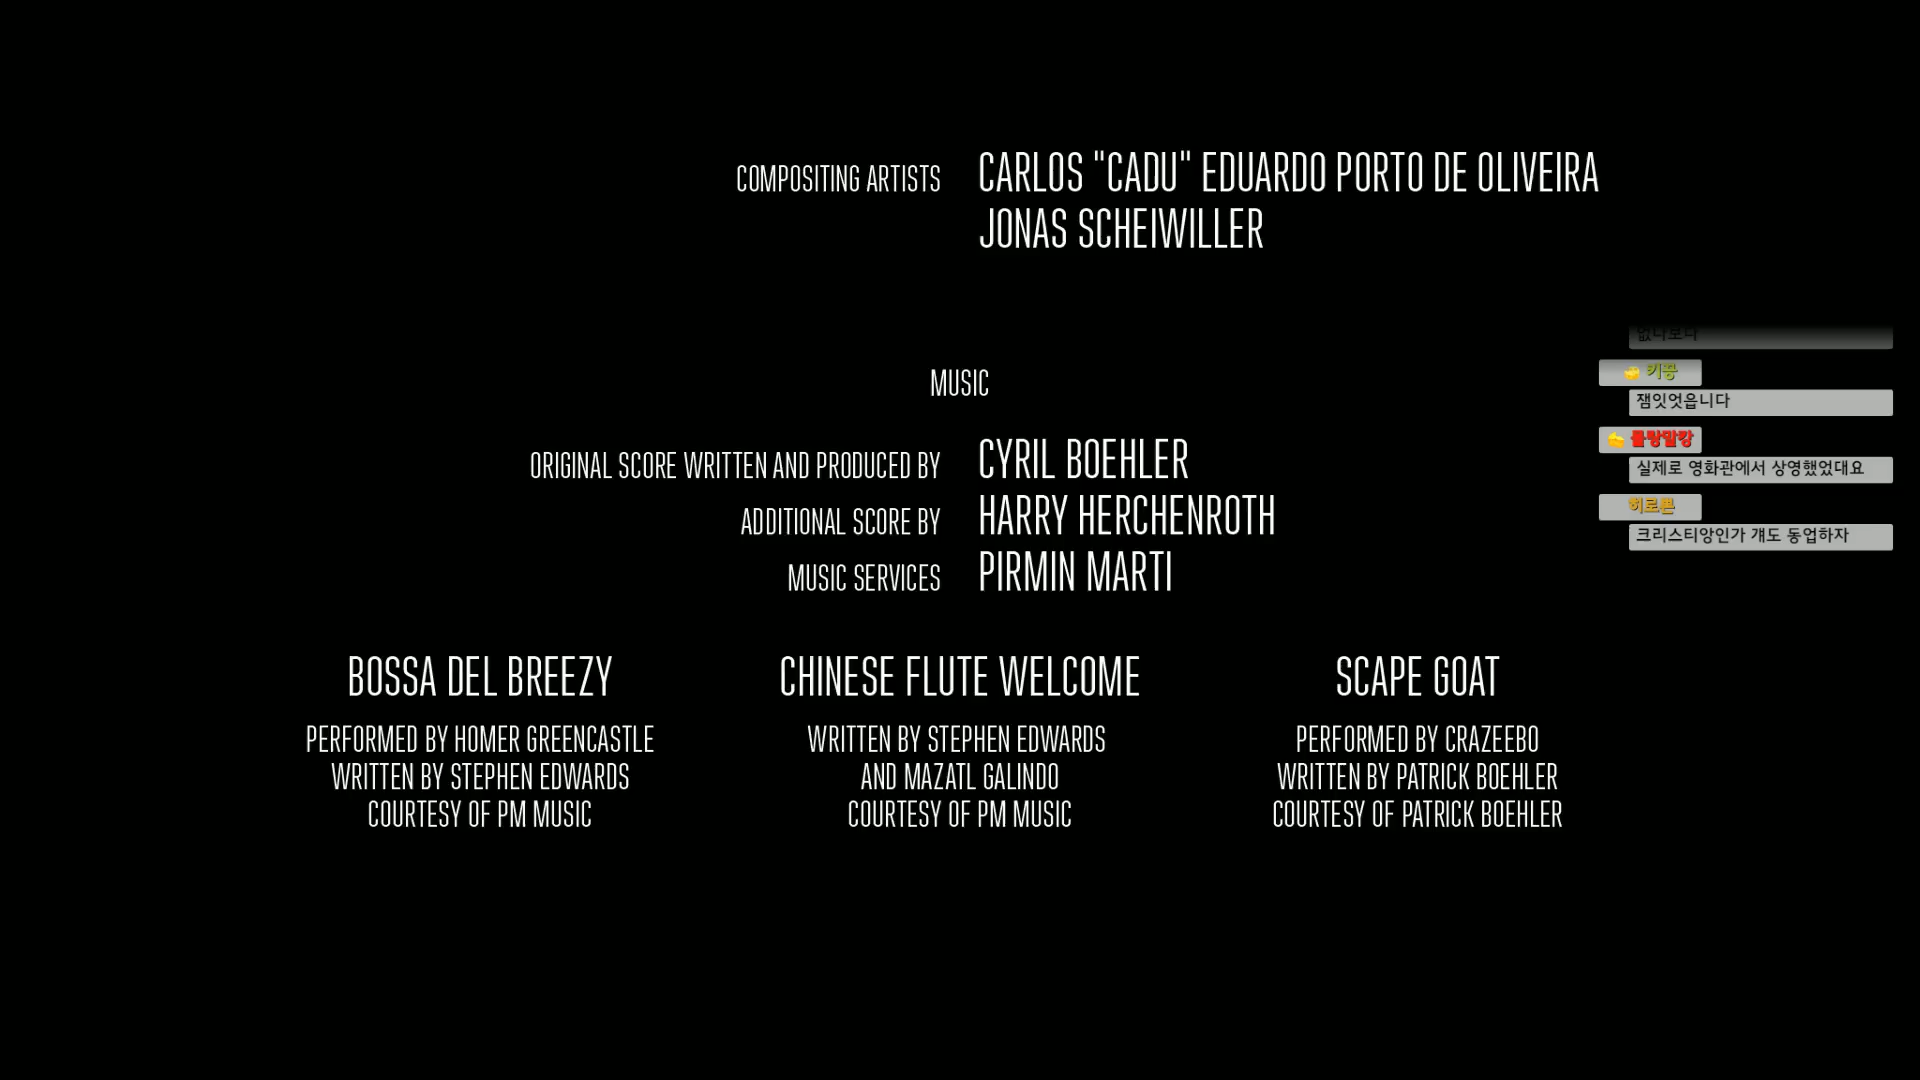 COMPOSITING ARTISTS CARLOS "CADU" EDUARDO PORTO DE OLIVEIRA
JONAS SCHEIWILLER
MUSIC
ORIGINAL SCORE WRITTEN AND PRODUCED BY CYRIL BOEHLER
ADDITIONAL SCORE BY HARRY HERCHENROTH
MUSIC SERVICES PIRMIN MARTI
BOSSA DEL BREEZY
PERFORMED BY HOMER GREENCASTLE
WRITTEN BY STEPHEN EDWARDS
COURTESY OF PM MUSIC
CHINESE FLUTE WELCOME
WRITTEN BY STEPHEN EDWARDS
AND MAZATL GALINDO
COURTESY OF PM MUSIC
SCAPE GOAT
PERFORMED BY CRAZEEBO
WRITTEN BY PATRICK BOEHLER
COURTESY OF PATRICK BOEHLER
키끙
잼잇엇읍니다
실제로 영화관에서 상영했었대요
히로뽄
크리스티앙인가 걔도 동업하자